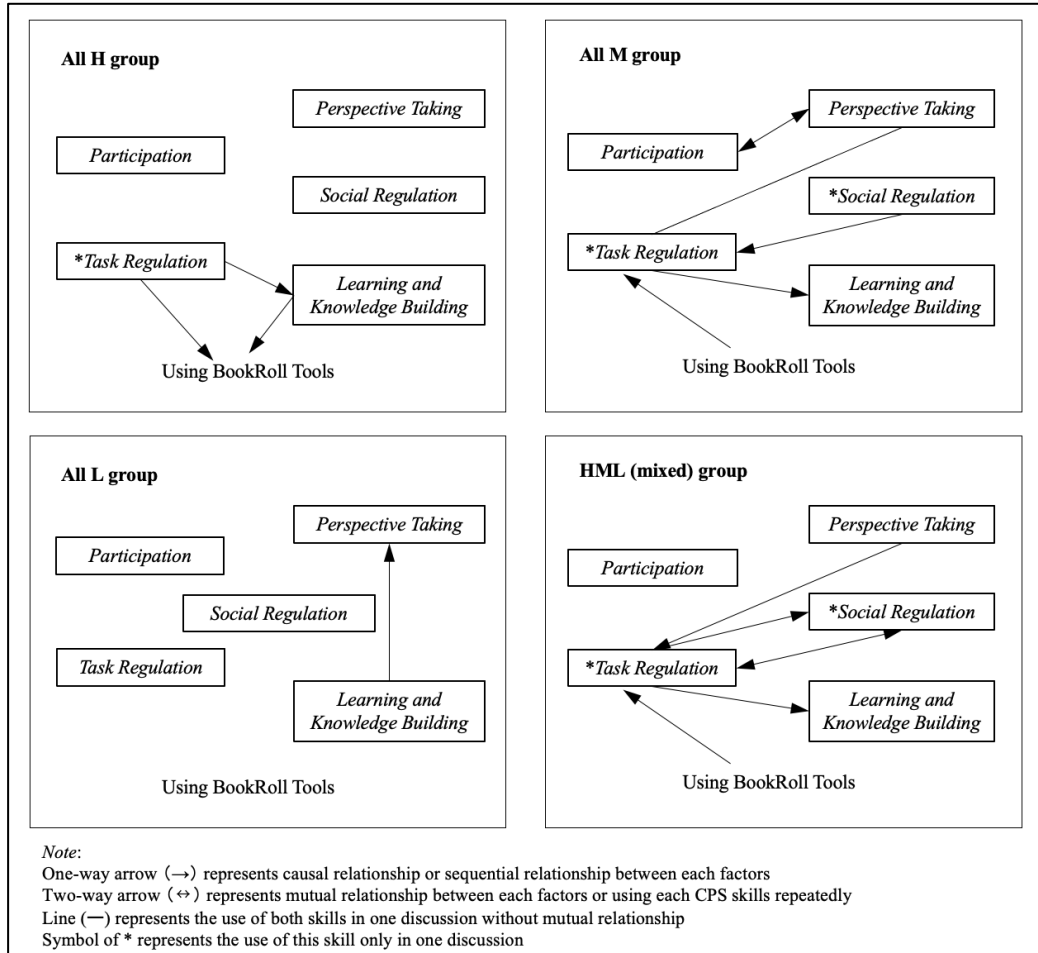 All H group
Perspective Taking
Participation
Social Regulation
*Task Regulation
Learning and
Knowledge Building
Using BookRoll Tools
All M group
Perspective Taking
Participation
*Social Regulation
*Task Regulation
Learning and
Knowledge Building
Using BookRoll Tools
All L group
Perspective Taking
Participation
Social Regulation
Task Regulation
Learning and
Knowledge Building
Using BookRoll Tools
HML (mixed) group
Perspective Taking
Participation
*Social Regulation
*Task Regulation
Learning and
Knowledge Building
Using BookRoll Tools
Note:
One-way arrow (→) represents causal relationship or sequential relationship between each factors
Two-way arrow (↔) represents mutual relationship between each factors or using each CPS skills repeatedly
Line (—) represents the use of both skills in one discussion without mutual relationship
Symbol of * represents the use of this skill only in one discussion